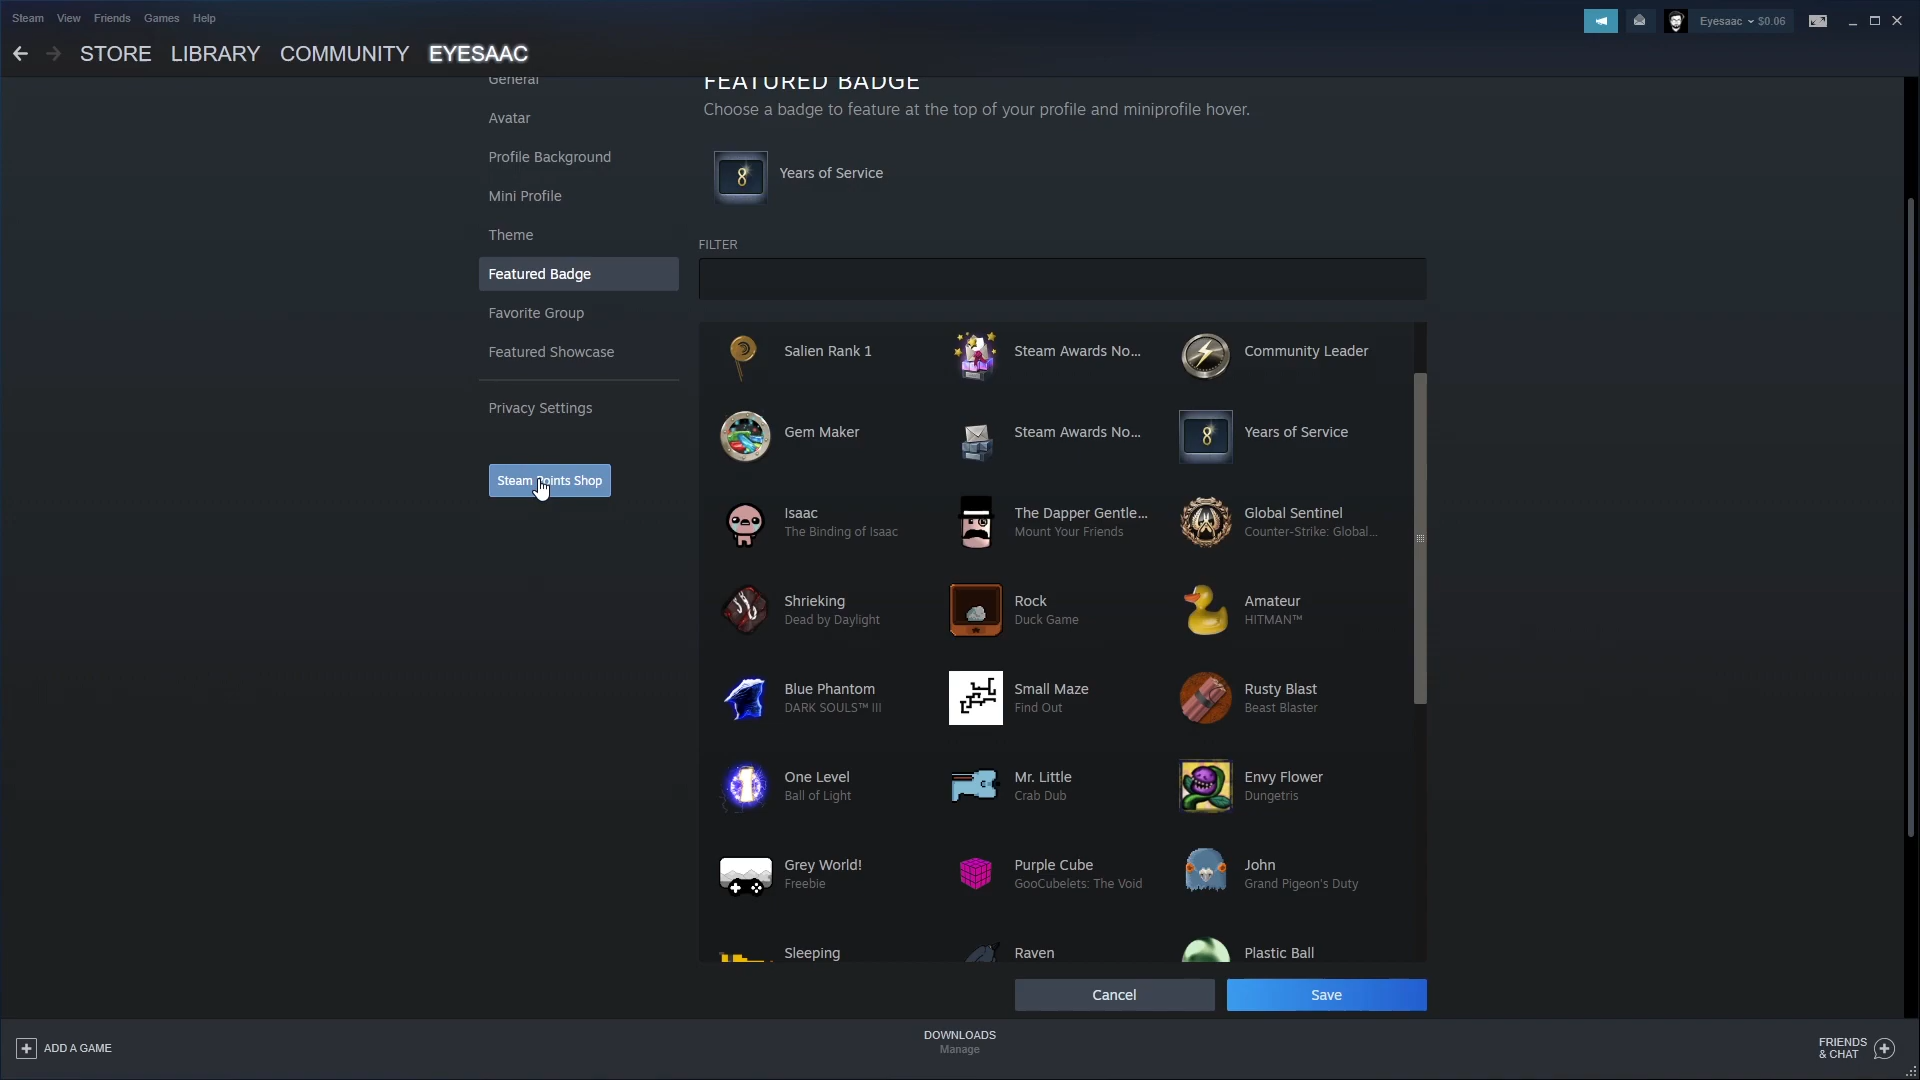 Steam View Friends Games Help
Eyesaac $0.06
STORE LIBRARY COMMUNITY EYESAAC
General
Avatar
Profile Background
Mini Profile
Theme
Featured Badge
Favorite Group
Featured Showcase
Privacy Settings
Steam Points Shop
FEATURED BADGE
Choose a badge to feature at the top of your profile and miniprofile hover.
8
Years of Service
FILTER
Salien Rank 1
Steam Awards No...
Community Leader
Gem Maker
Steam Awards No...
8
Years of Service
Isaac
The Binding of Isaac
The Dapper Gentle...
Mount Your Friends
Global Sentinel
Counter-Strike: Global...
Shrieking
Dead by Daylight
Rock
Duck Game
Amateur
HITMAN™
Blue Phantom
DARK SOULS™ III
Small Maze
Find Out
Rusty Blast
Beast Blaster
1
One Level
Ball of Light
Mr. Little
Crab Dub
Envy Flower
Dungetris
Grey World!
Freebie
Purple Cube
GooCubelets: The Void
John
Grand Pigeon's Duty
Sleeping
Raven
Plastic Ball
Cancel
Save
ADD A GAME
DOWNLOADS
Manage
FRIENDS
& CHAT